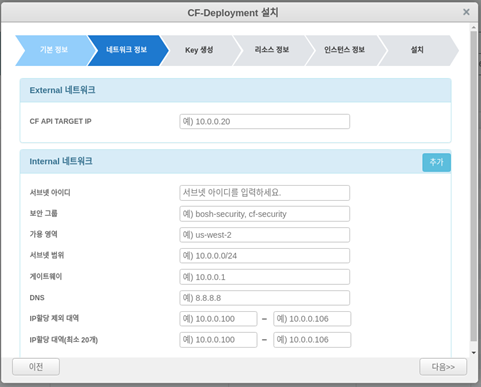 CF-Deployment 설치
×
기본 정보
네트워크 정보
Key 생성
리소스 정보
인스턴스 정보
설치
External 네트워크
CF API TARGET IP
예) 10.0.0.20
Internal 네트워크
추가
서브넷 아이디
서브넷 아이디를 입력하세요.
보안 그룹
예) bosh-security, cf-security
가용 영역
예) us-west-2
서브넷 범위
예) 10.0.0.0/24
게이트웨이
예) 10.0.0.1
DNS
예) 8.8.8.8
IP할당 제외 대역
예) 10.0.0.100 – 예) 10.0.0.106
IP할당 대역(최소 20개)
예) 10.0.0.100 – 예) 10.0.0.106
이전
다음>>